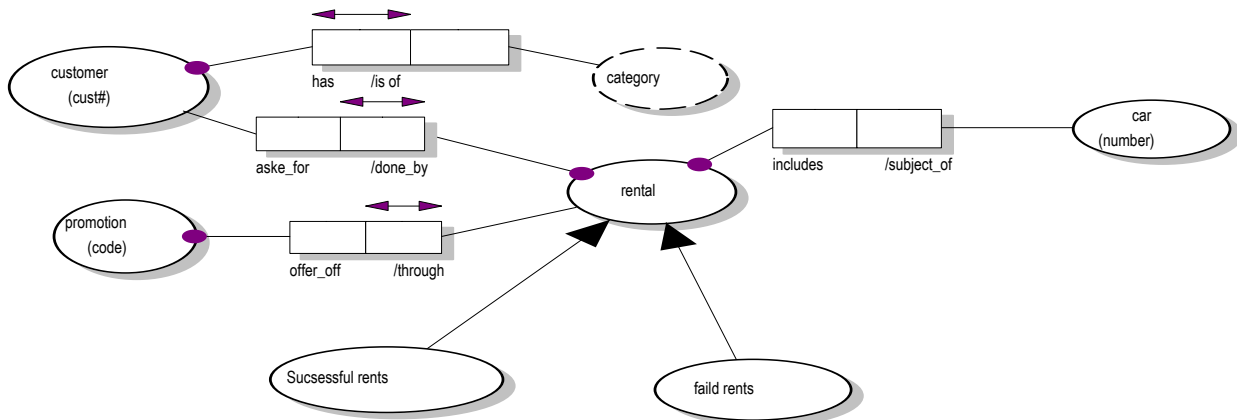 customer
(cust#)
has /is of
category
aske_for /done_by
car
(number)
includes /subject_of
rental
promotion
(code)
offer_off /through
Sucsessful rents
faild rents